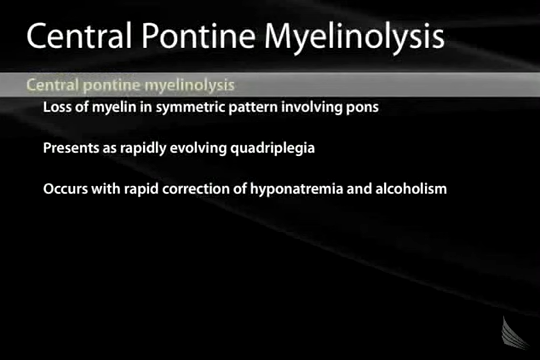 Central Pontine Myelinolysis
Central pontine myelinolysis
Loss of myelin in symmetric pattern involving pons
Presents as rapidly evolving quadriplegia
Occurs with rapid correction of hyponatremia and alcoholism